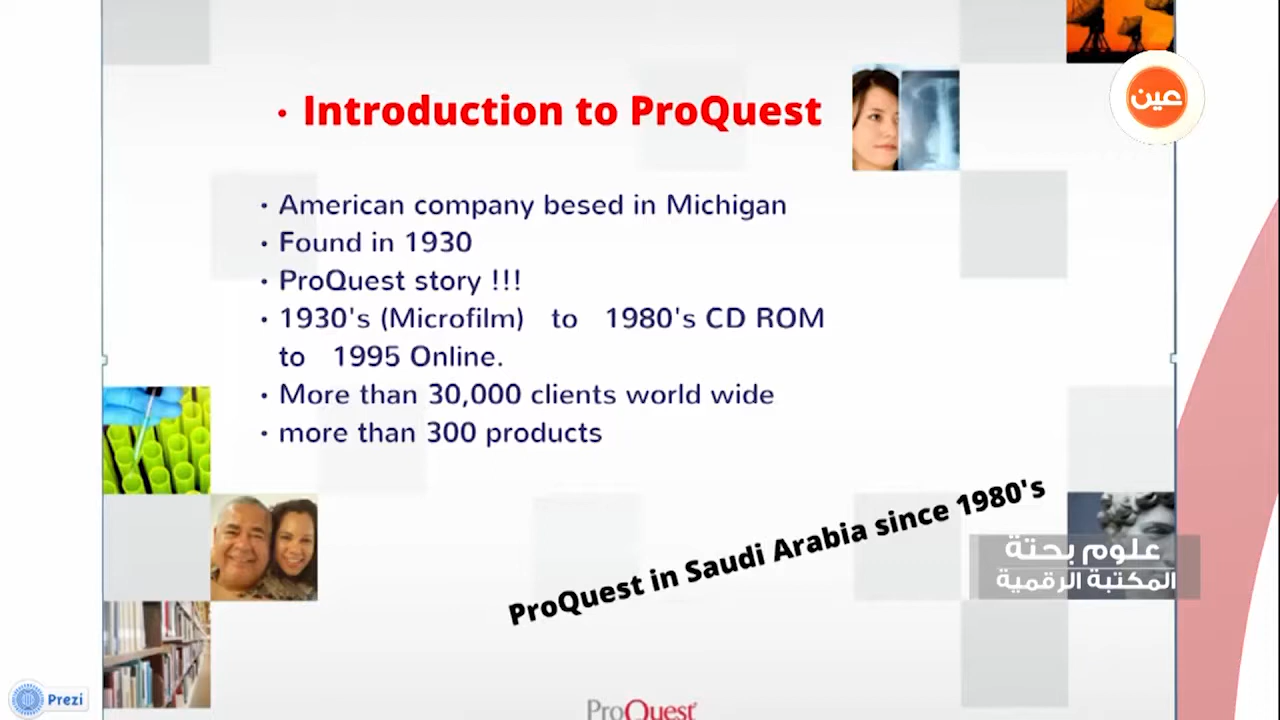 عين
• Introduction to ProQuest
• American company besed in Michigan
• Found in 1930
• ProQuest story !!!
• 1930's (Microfilm) to 1980's CD ROM
to 1995 Online.
• More than 30,000 clients world wide
• more than 300 products
ProQuest in Saudi Arabia since 1980's
علوم بحتة
المكتبة الرقمية
Prezi
ProQuest